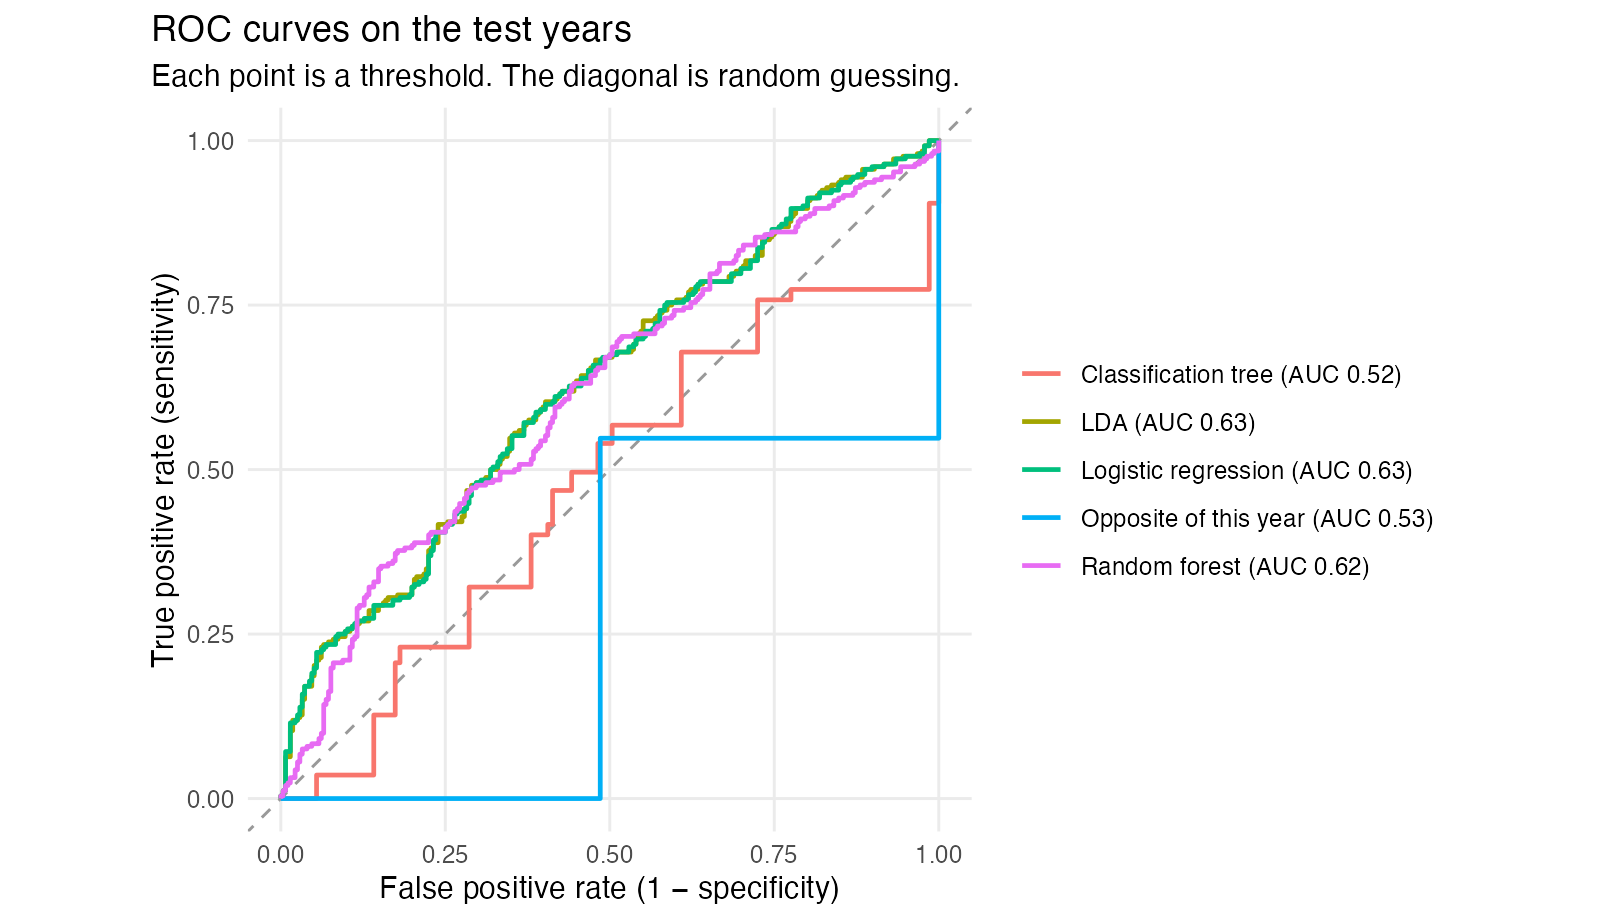 ROC curves on the test years
Each point is a threshold. The diagonal is random guessing.
True positive rate (sensitivity)
1.00
0.75
0.50
0.25
0.00
0.00 0.25 0.50 0.75 1.00
False positive rate (1 − specificity)
Classification tree (AUC 0.52)
LDA (AUC 0.63)
Logistic regression (AUC 0.63)
Opposite of this year (AUC 0.53)
Random forest (AUC 0.62)